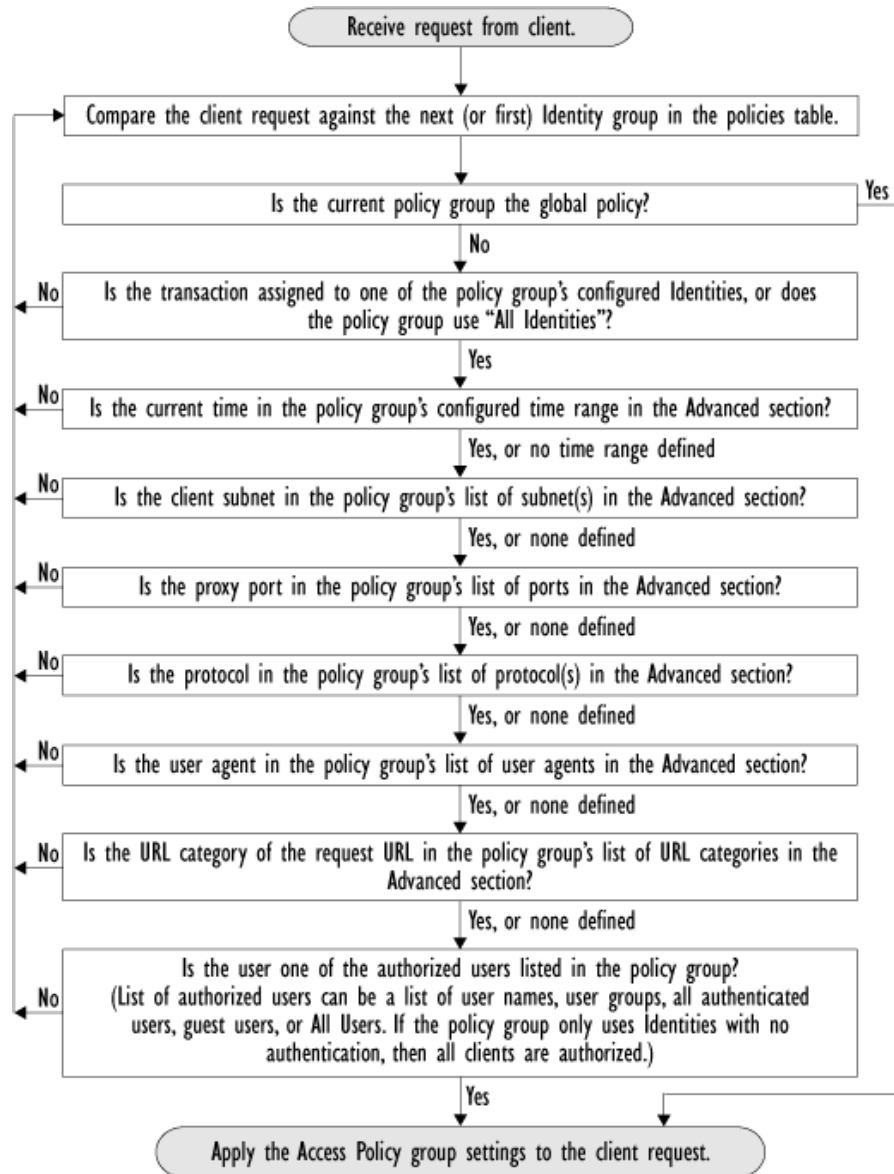 Receive request from client.
Compare the client request against the next (or first) Identity group in the policies table.
Yes
Is the current policy group the global policy?
No
No
Is the transaction assigned to one of the policy group's configured Identities, or does
the policy group use “All Identities”?
Yes
No
Is the current time in the policy group's configured time range in the Advanced section?
Yes, or no time range defined
No
Is the client subnet in the policy group's list of subnet(s) in the Advanced section?
Yes, or none defined
No
Is the proxy port in the policy group's list of ports in the Advanced section?
Yes, or none defined
No
Is the protocol in the policy group's list of protocol(s) in the Advanced section?
Yes, or none defined
No
Is the user agent in the policy group's list of user agents in the Advanced section?
Yes, or none defined
No
Is the URL category of the request URL in the policy group's list of URL categories in the
Advanced section?
Yes, or none defined
Is the user one of the authorized users listed in the policy group?
No
(List of authorized users can be a list of user names, user groups, all authenticated
users, guest users, or All Users. If the policy group only uses Identities with no
authentication, then all clients are authorized.)
Yes
Apply the Access Policy group settings to the client request.